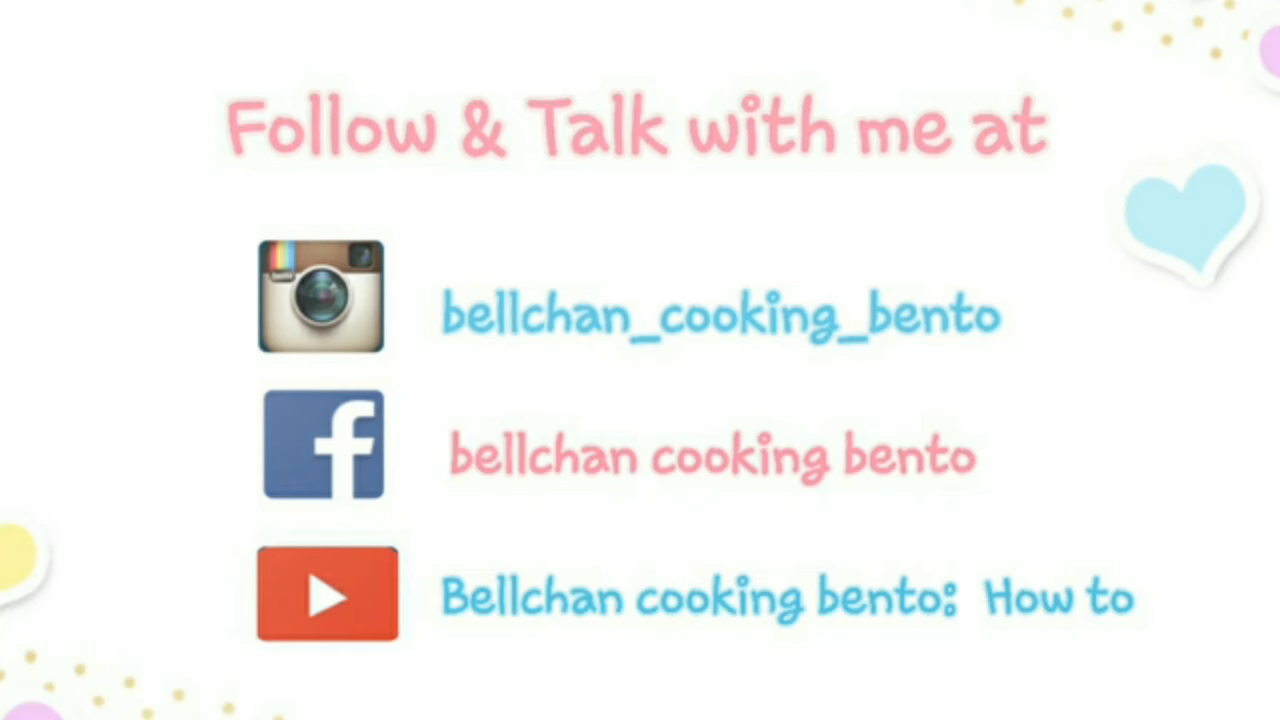 Follow & Talk with me at
bellchan_cooking_bento
bellchan cooking bento
Bellchan cooking bento: How to